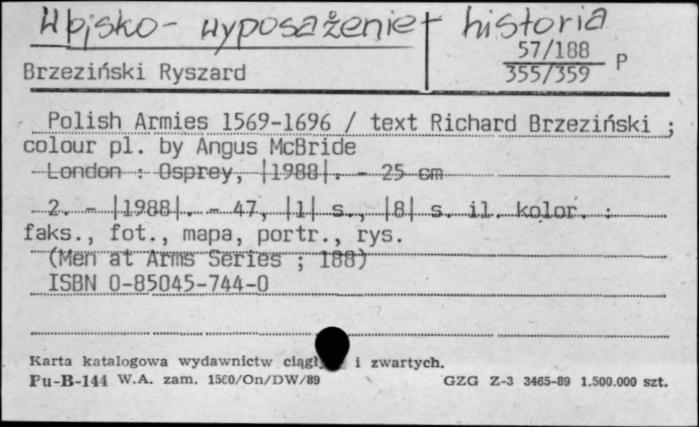 Wojsko - wyposażenie + historia
57/188 P
355/359
Brzeziński Ryszard
Polish Armies 1569-1696 / text Richard Brzeziński ;
colour pl. by Angus McBride
London : Osprey, |1988|. - 25 cm
2. - |1988|. - 47, |1| s., |8| s. il. kolor. :
faks., fot., mapa, portr., rys.
(Men at Arms Series ; 188)
ISBN 0-85045-744-0
Karta katalogowa wydawnictw ciągł i zwartych.
Pu-B-144 W.A. zam. 1560/On/DW/89 GZG Z-3 3465-89 1.500.000 szt.